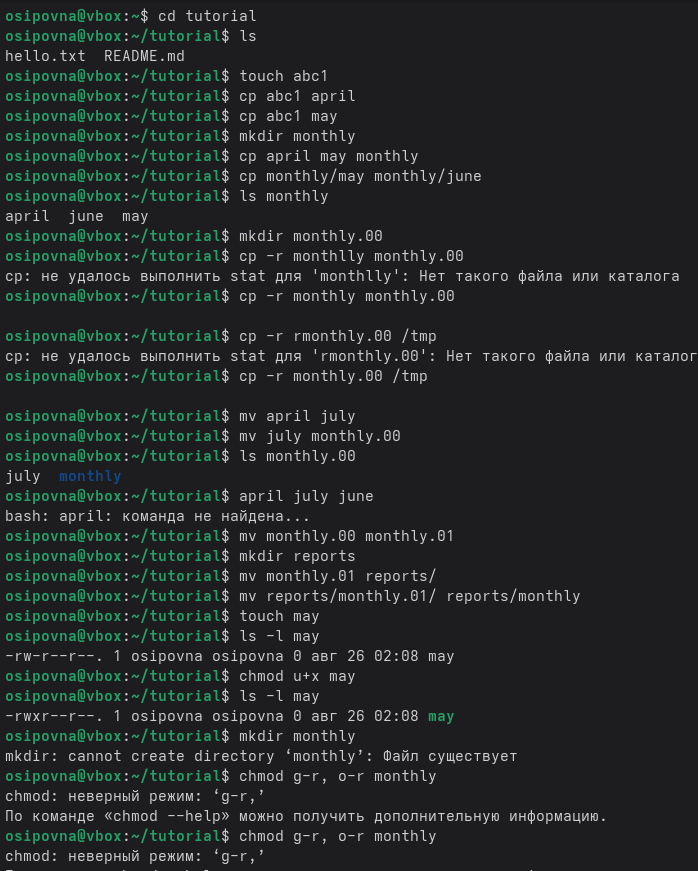 osipovna@vbox:~$ cd tutorial
osipovna@vbox:~/tutorial$ ls
hello.txt  README.md
osipovna@vbox:~/tutorial$ touch abc1
osipovna@vbox:~/tutorial$ cp abc1 april
osipovna@vbox:~/tutorial$ cp abc1 may
osipovna@vbox:~/tutorial$ mkdir monthly
osipovna@vbox:~/tutorial$ cp april may monthly
osipovna@vbox:~/tutorial$ cp monthly/may monthly/june
osipovna@vbox:~/tutorial$ ls monthly
april  june  may
osipovna@vbox:~/tutorial$ mkdir monthly.00
osipovna@vbox:~/tutorial$ cp -r monthlly monthly.00
cp: не удалось выполнить stat для 'monthlly': Нет такого файла или каталога
osipovna@vbox:~/tutorial$ cp -r monthly monthly.00
osipovna@vbox:~/tutorial$ cp -r rmonthly.00 /tmp
cp: не удалось выполнить stat для 'rmonthly.00': Нет такого файла или каталог
osipovna@vbox:~/tutorial$ cp -r monthly.00 /tmp
osipovna@vbox:~/tutorial$ mv april july
osipovna@vbox:~/tutorial$ mv july monthly.00
osipovna@vbox:~/tutorial$ ls monthly.00
july  monthly
osipovna@vbox:~/tutorial$ april july june
bash: april: команда не найдена...
osipovna@vbox:~/tutorial$ mv monthly.00 monthly.01
osipovna@vbox:~/tutorial$ mkdir reports
osipovna@vbox:~/tutorial$ mv monthly.01 reports/
osipovna@vbox:~/tutorial$ mv reports/monthly.01/ reports/monthly
osipovna@vbox:~/tutorial$ touch may
osipovna@vbox:~/tutorial$ ls -l may
-rw-r--r--. 1 osipovna osipovna 0 авг 26 02:08 may
osipovna@vbox:~/tutorial$ chmod u+x may
osipovna@vbox:~/tutorial$ ls -l may
-rwxr--r--. 1 osipovna osipovna 0 авг 26 02:08 may
osipovna@vbox:~/tutorial$ mkdir monthly
mkdir: cannot create directory ‘monthly’: Файл существует
osipovna@vbox:~/tutorial$ chmod g-r, o-r monthly
chmod: неверный режим: ‘g-r,’
По команде «chmod --help» можно получить дополнительную информацию.
osipovna@vbox:~/tutorial$ chmod g-r, o-r monthly
chmod: неверный режим: ‘g-r,’